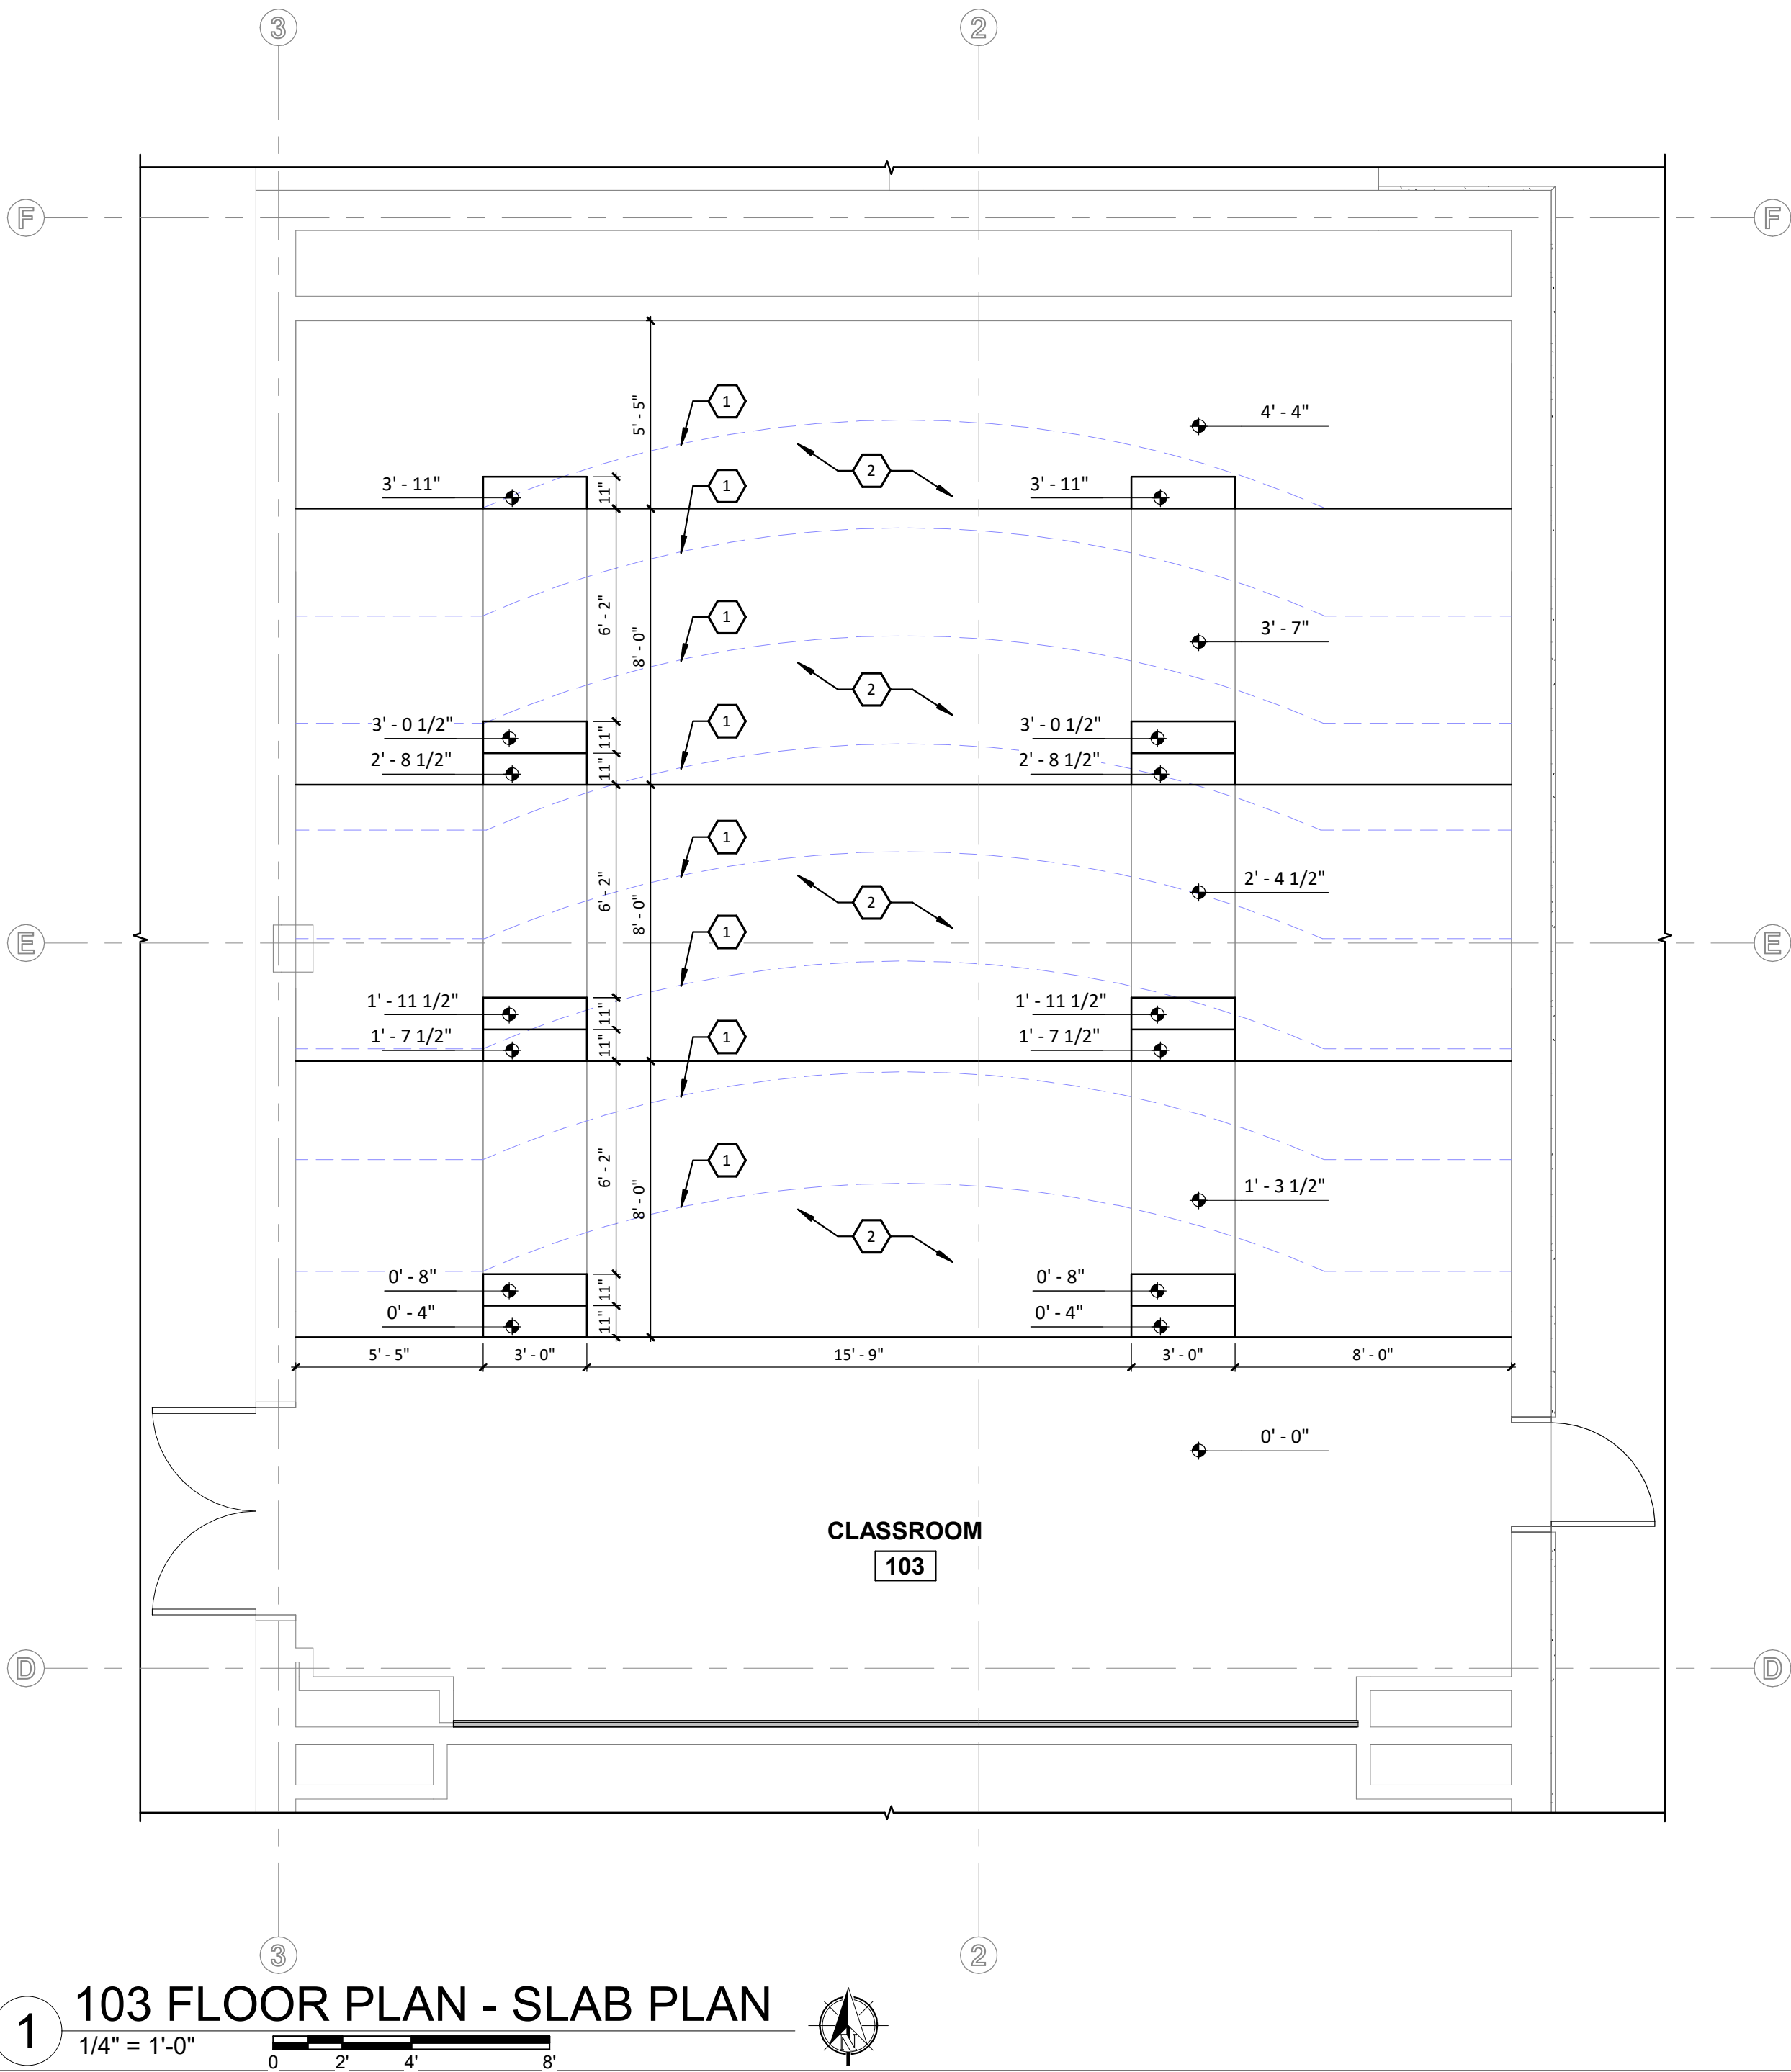 3 2
F F
5' - 5"
1
4' - 4"
2
3' - 11" 11" 3' - 11"
1
6' - 2"
8' - 0"
1
3' - 7"
2
3' - 0 1/2" 11" 1 3' - 0 1/2"
2' - 8 1/2" 11" 2' - 8 1/2"
1
6' - 2"
8' - 0"
2' - 4 1/2"
2
E 1 E
1' - 11 1/2" 11" 1' - 11 1/2"
1' - 7 1/2" 11" 1 1' - 7 1/2"
6' - 2"
8' - 0"
1
1' - 3 1/2"
2
0' - 8" 11" 0' - 8"
0' - 4" 11" 0' - 4"
5' - 5" 3' - 0" 15' - 9" 3' - 0" 8' - 0"
0' - 0"
CLASSROOM
103
D D
3 2
1 103 FLOOR PLAN - SLAB PLAN
1/4" = 1'-0"
0 2' 4' 8'
N